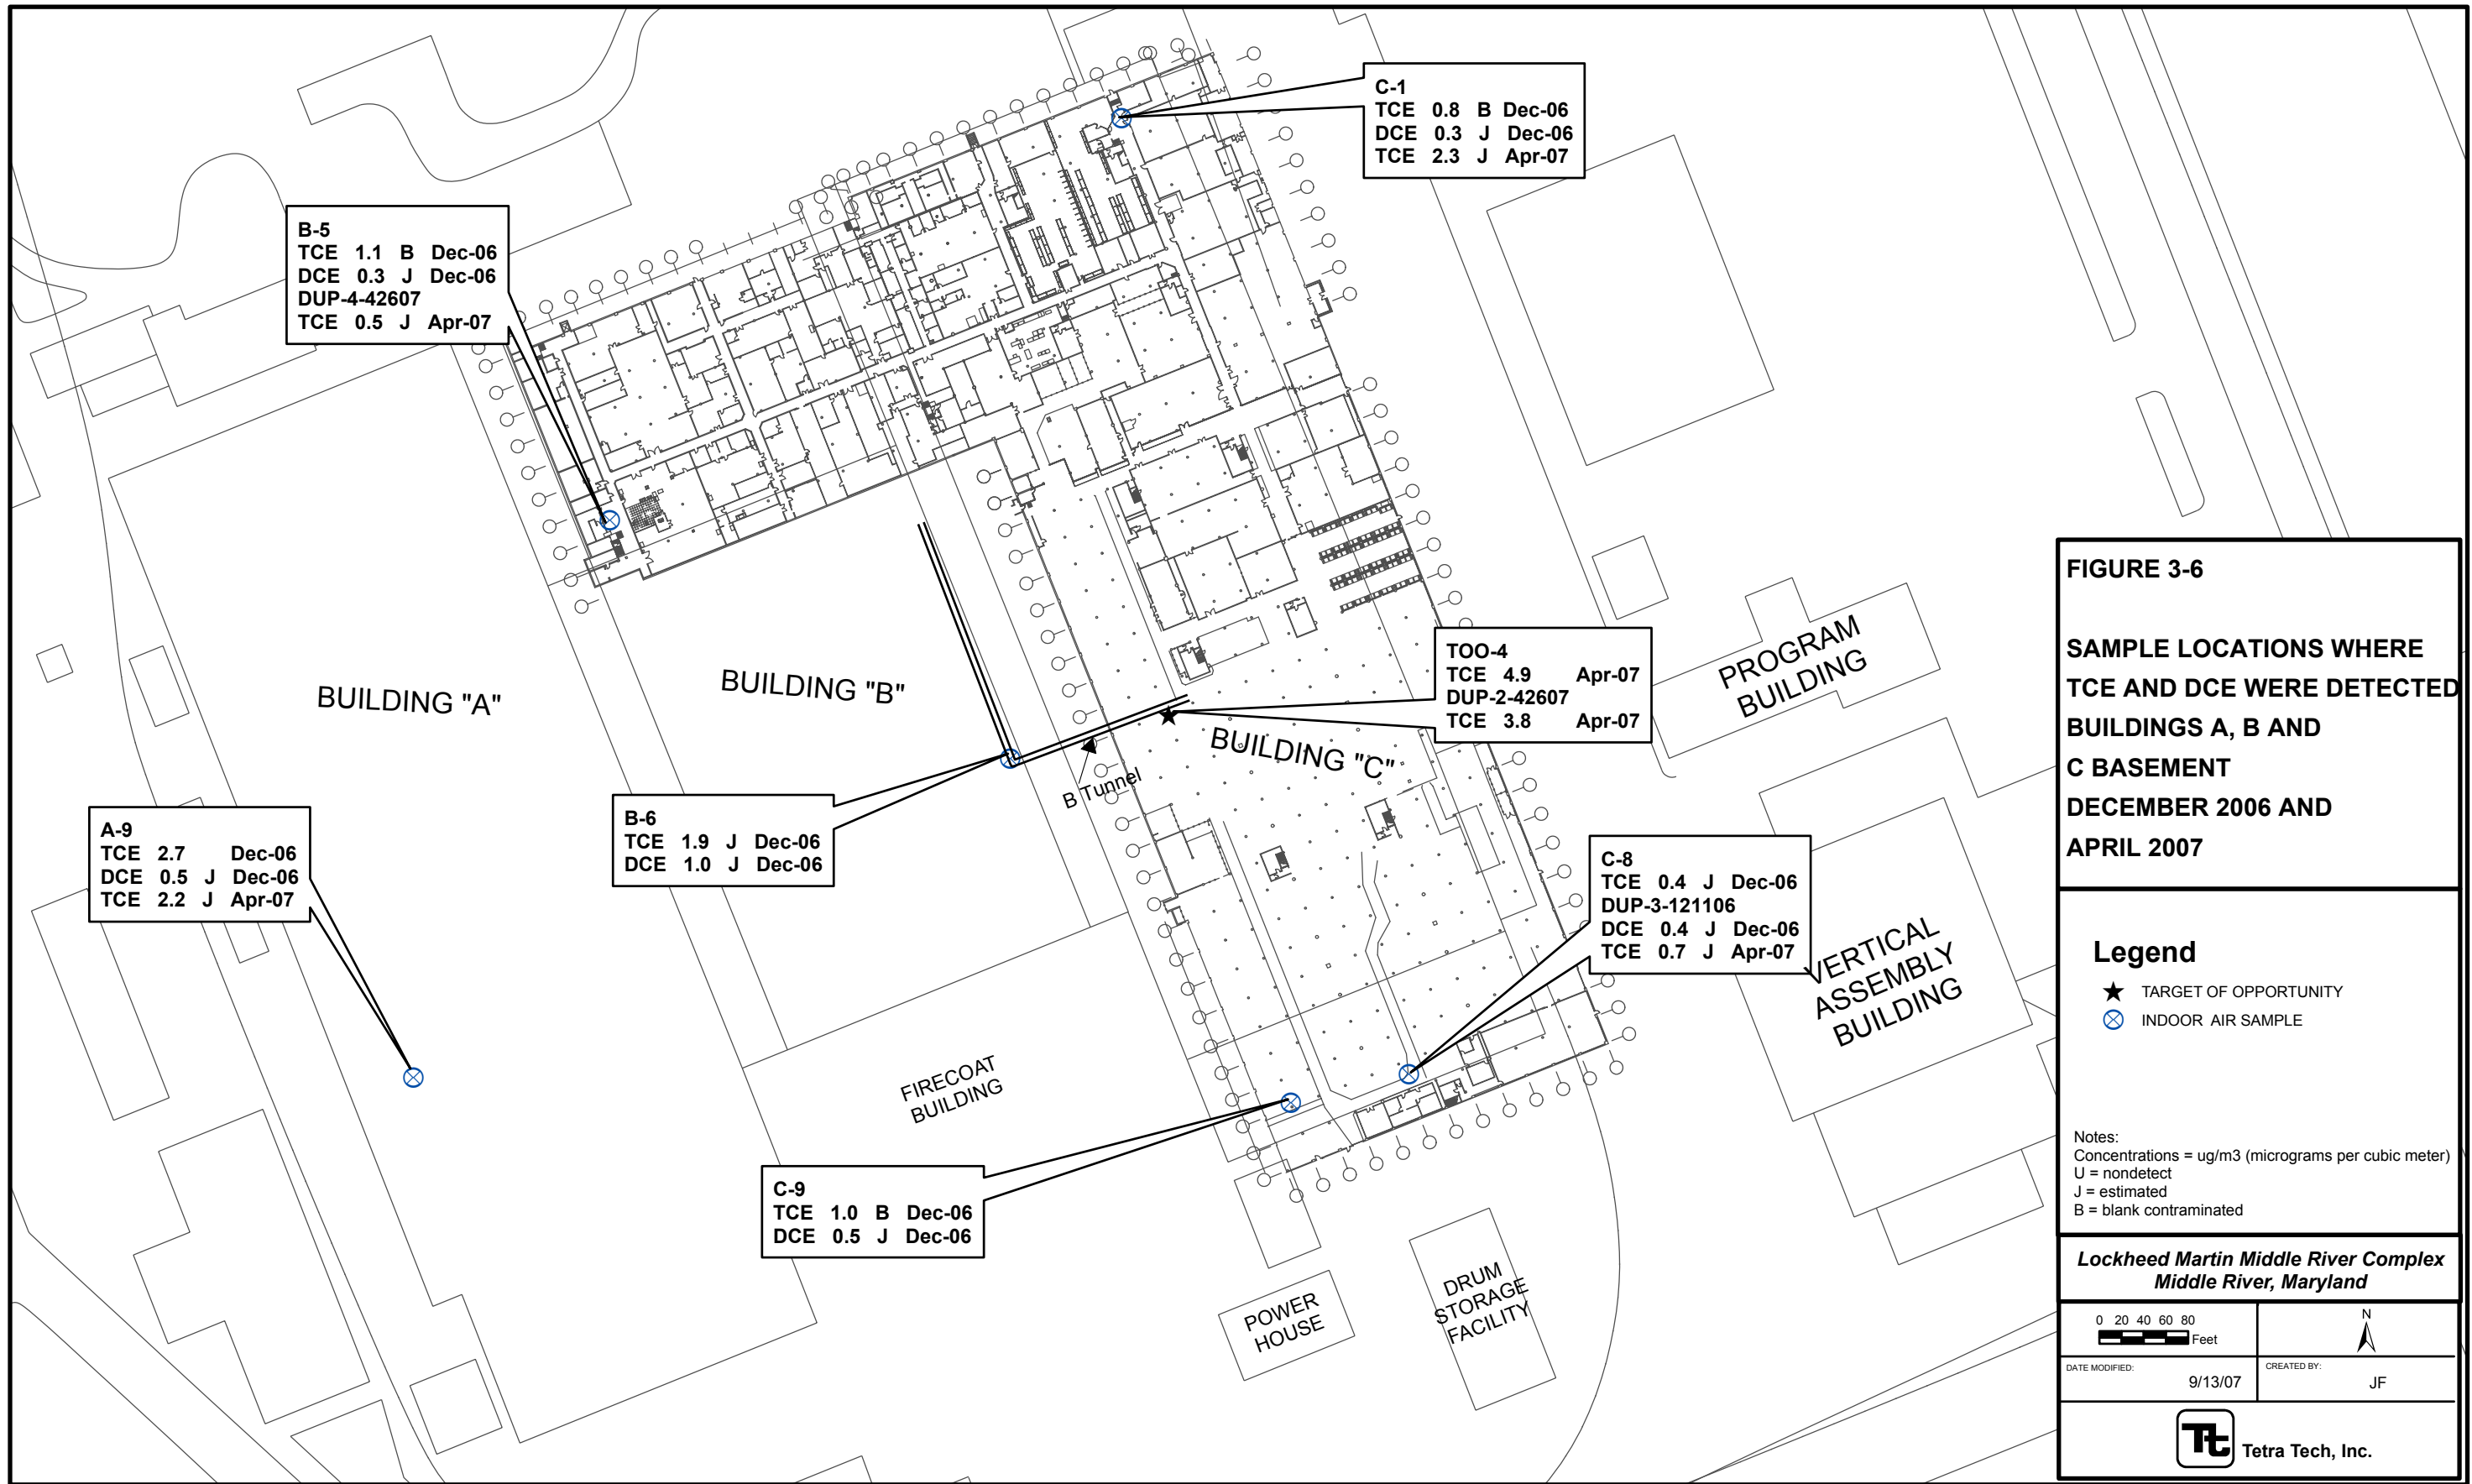 C-1
TCE 0.8 B Dec-06
DCE 0.3 J Dec-06
TCE 2.3 J Apr-07
B-5
TCE 1.1 B Dec-06
DCE 0.3 J Dec-06
DUP-4-42607
TCE 0.5 J Apr-07
TOO-4
TCE 4.9 Apr-07
DUP-2-42607
TCE 3.8 Apr-07
PROGRAM
BUILDING
BUILDING "A"
BUILDING "B"
BUILDING "C"
B Tunnel
B-6
TCE 1.9 J Dec-06
DCE 1.0 J Dec-06
A-9
TCE 2.7 Dec-06
DCE 0.5 J Dec-06
TCE 2.2 J Apr-07
C-8
TCE 0.4 J Dec-06
DUP-3-121106
DCE 0.4 J Dec-06
TCE 0.7 J Apr-07
VERTICAL
ASSEMBLY
BUILDING
FIRECOAT
BUILDING
C-9
TCE 1.0 B Dec-06
DCE 0.5 J Dec-06
POWER
HOUSE
DRUM
STORAGE
FACILITY
FIGURE 3-6
SAMPLE LOCATIONS WHERE
TCE AND DCE WERE DETECTED
BUILDINGS A, B AND
C BASEMENT
DECEMBER 2006 AND
APRIL 2007
Legend
TARGET OF OPPORTUNITY
INDOOR AIR SAMPLE
Notes:
Concentrations = ug/m3 (micrograms per cubic meter)
U = nondetect
J = estimated
B = blank contraminated
Lockheed Martin Middle River Complex
Middle River, Maryland
0 20 40 60 80
Feet
N
DATE MODIFIED:
9/13/07
CREATED BY:
JF
Tt
Tetra Tech, Inc.